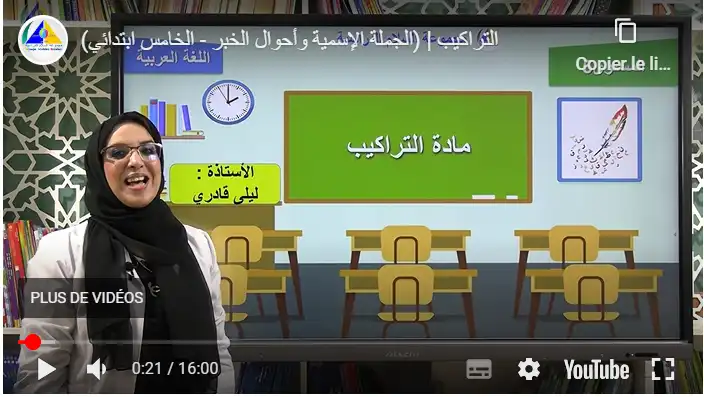 التراكيب | (الجملة الإسمية وأحوال الخبر - الخامس ابتدائي)
Copier le li...
اللغة العربية
مادة التراكيب
الأستاذة :
ليلى قادري
PLUS DE VIDÉOS
0:21 / 16:00
YouTube